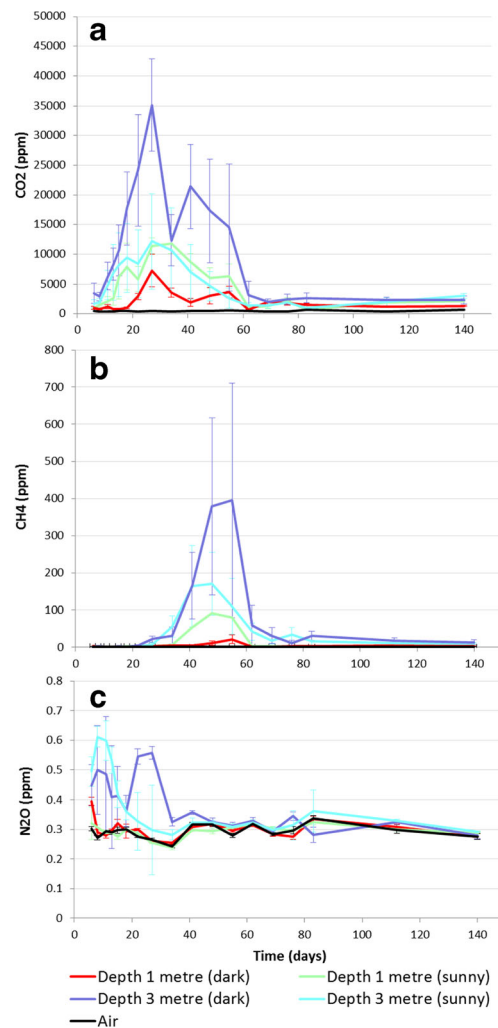 a
50000
45000
40000
35000
30000
25000
20000
15000
10000
5000
0
CO2 (ppm)
0 20 40 60 80 100 120 140
b
800
700
600
500
400
300
200
100
0
CH4 (ppm)
0 20 40 60 80 100 120 140
c
0.8
0.7
0.6
0.5
0.4
0.3
0.2
0.1
0
N2O (ppm)
0 20 40 60 80 100 120 140
Time (days)
Depth 1 metre (dark) Depth 1 metre (sunny)
Depth 3 metre (dark) Depth 3 metre (sunny)
Air